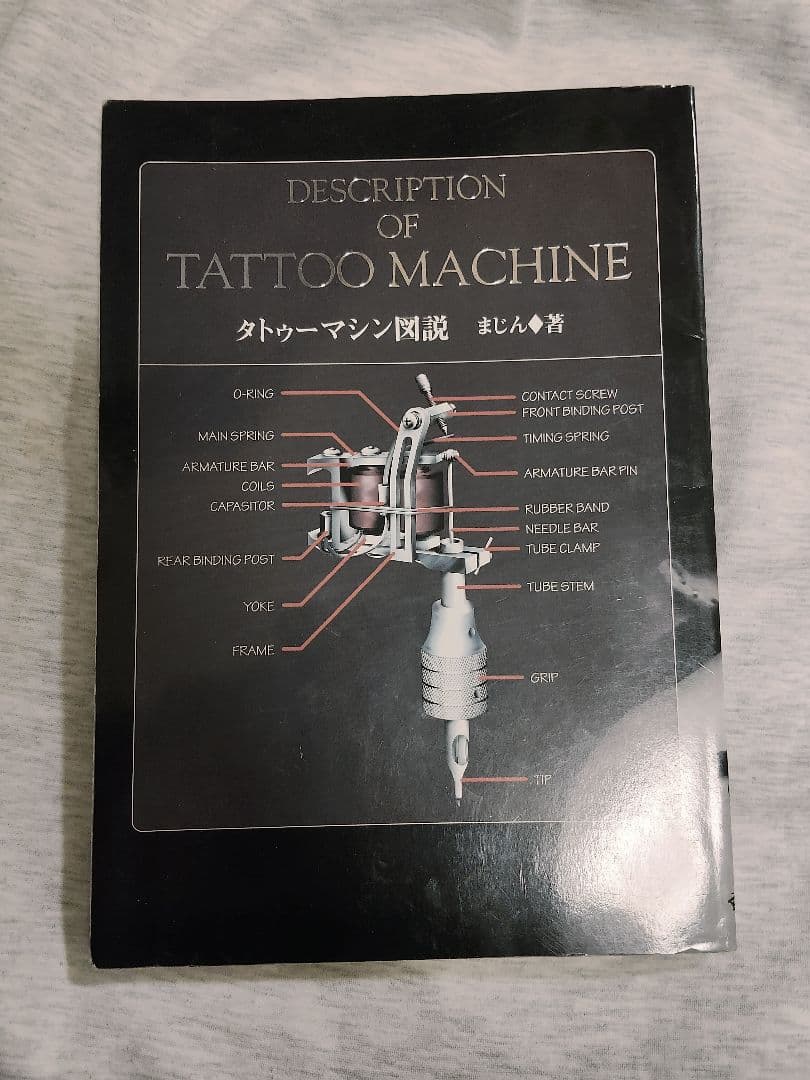 DESCRIPTION
OF
TATTOO MACHINE
タトゥーマシン図説 まじん◆著
O-RING
MAIN SPRING
ARMATURE BAR
COILS
CAPASITOR
REAR BINDING POST
YOKE
FRAME
CONTACT SCREW
FRONT BINDING POST
TIMING SPRING
ARMATURE BAR PIN
RUBBER BAND
NEEDLE BAR
TUBE CLAMP
TUBE STEM
GRIP
TIP